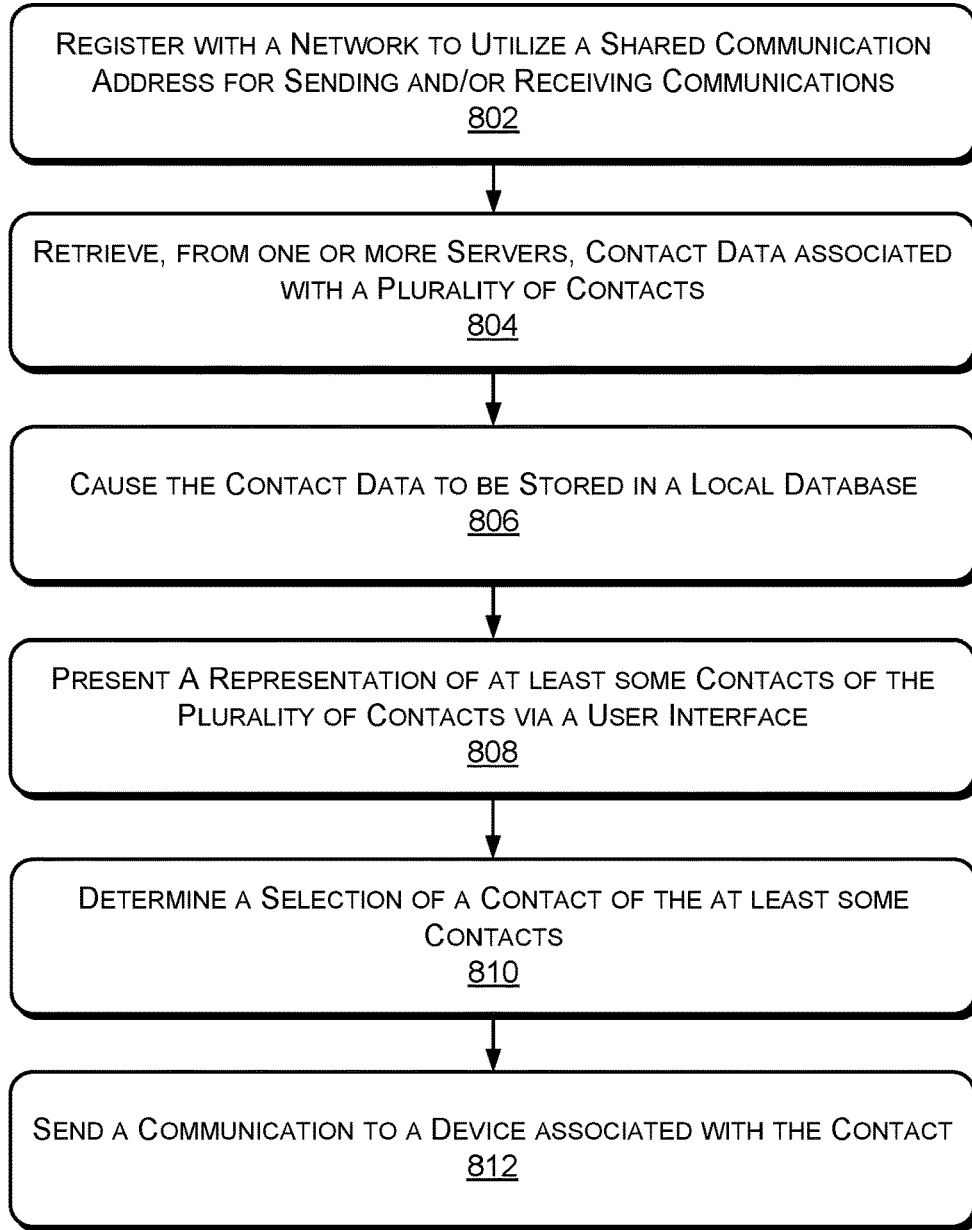 REGISTER WITH A NETWORK TO UTILIZE A SHARED COMMUNICATION
ADDRESS FOR SENDING AND/OR RECEIVING COMMUNICATIONS
802
RETRIEVE, FROM ONE OR MORE SERVERS, CONTACT DATA ASSOCIATED
WITH A PLURALITY OF CONTACTS
804
CAUSE THE CONTACT DATA TO BE STORED IN A LOCAL DATABASE
806
PRESENT A REPRESENTATION OF AT LEAST SOME CONTACTS OF THE
PLURALITY OF CONTACTS VIA A USER INTERFACE
808
DETERMINE A SELECTION OF A CONTACT OF THE AT LEAST SOME
CONTACTS
810
SEND A COMMUNICATION TO A DEVICE ASSOCIATED WITH THE CONTACT
812